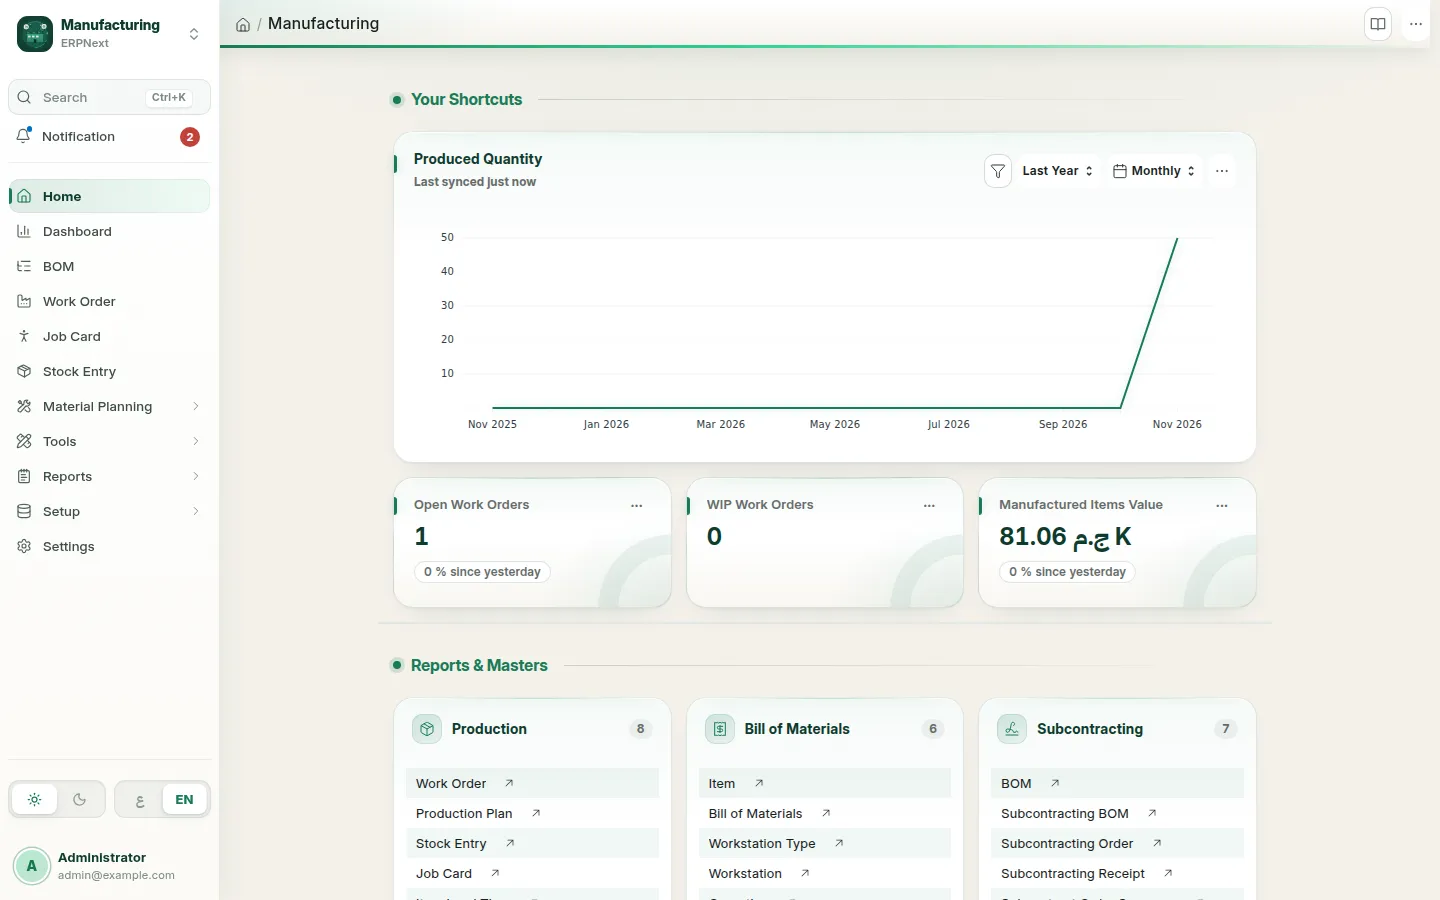 Manufacturing
ERPNext
Search Ctrl+K
Notification 2
Home
Dashboard
BOM
Work Order
Job Card
Stock Entry
Material Planning
Tools
Reports
Setup
Settings
ع EN
A
Administrator
admin@example.com
/ Manufacturing
Your Shortcuts
Produced Quantity
Last synced just now
Last Year
Monthly
50
40
30
20
10
Nov 2025 Jan 2026 Mar 2026 May 2026 Jul 2026 Sep 2026 Nov 2026
Open Work Orders
1
0 % since yesterday
WIP Work Orders
0
Manufactured Items Value
81.06 ج.م K
0 % since yesterday
Reports & Masters
Production 8
Work Order
Production Plan
Stock Entry
Job Card
Bill of Materials 6
Item
Bill of Materials
Workstation Type
Workstation
Subcontracting 7
BOM
Subcontracting BOM
Subcontracting Order
Subcontracting Receipt